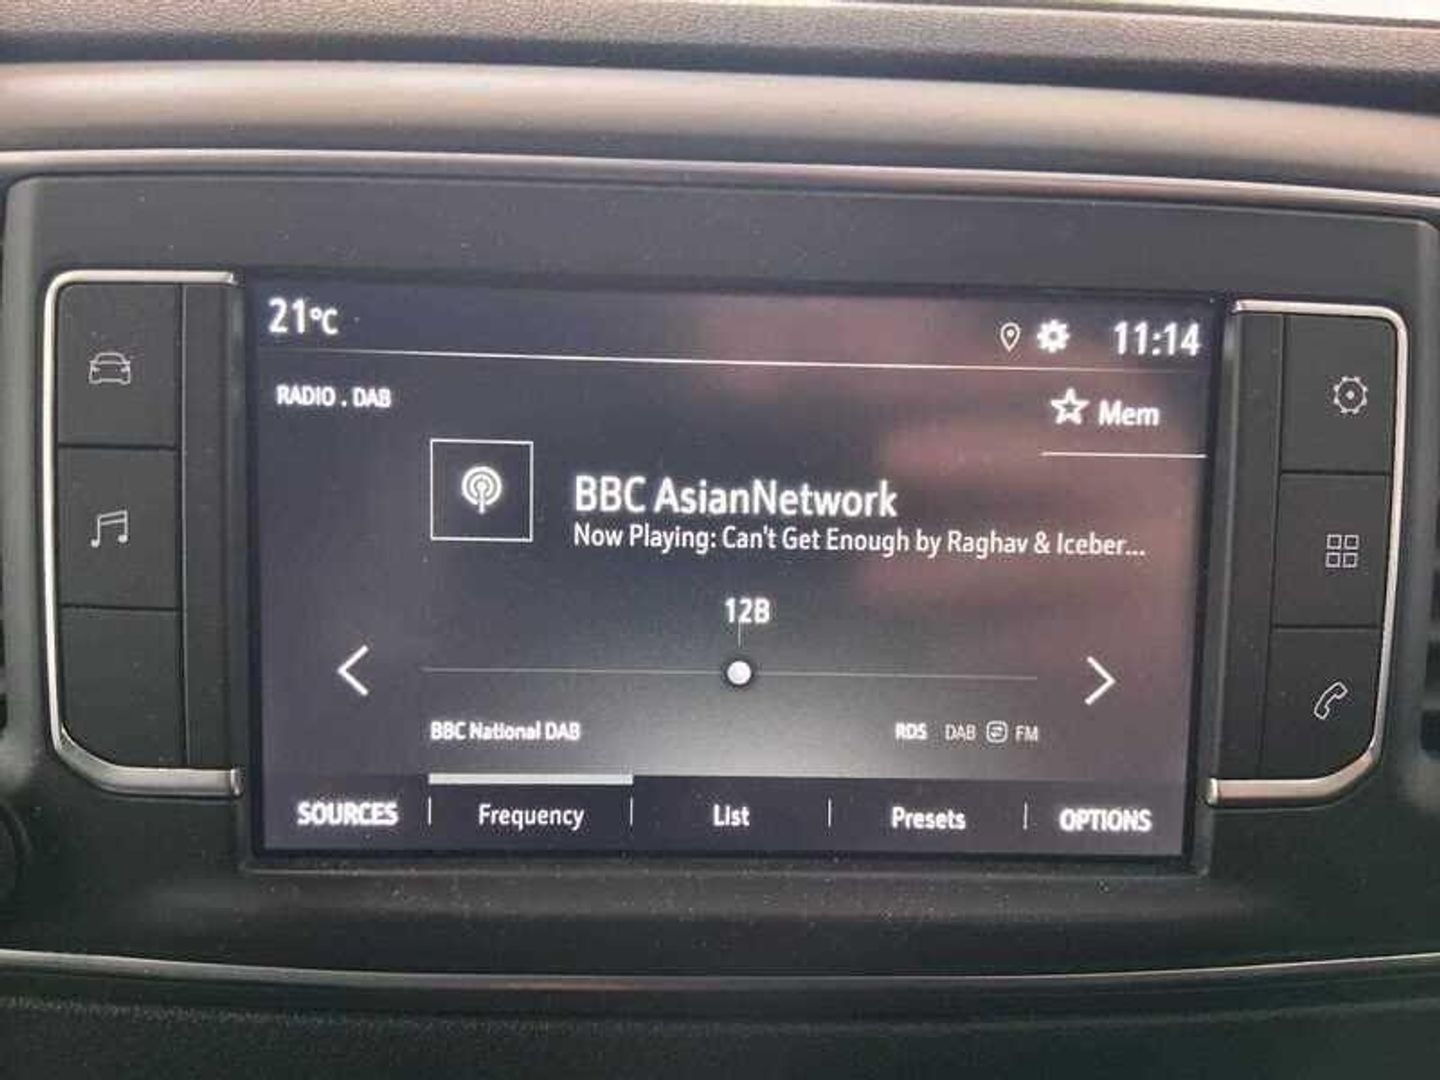 21°C
11:14
RADIO . DAB
Mem
BBC AsianNetwork
Now Playing: Can't Get Enough by Raghav & Iceber...
12B
BBC National DAB
RDS DAB FM
SOURCES Frequency List Presets OPTIONS